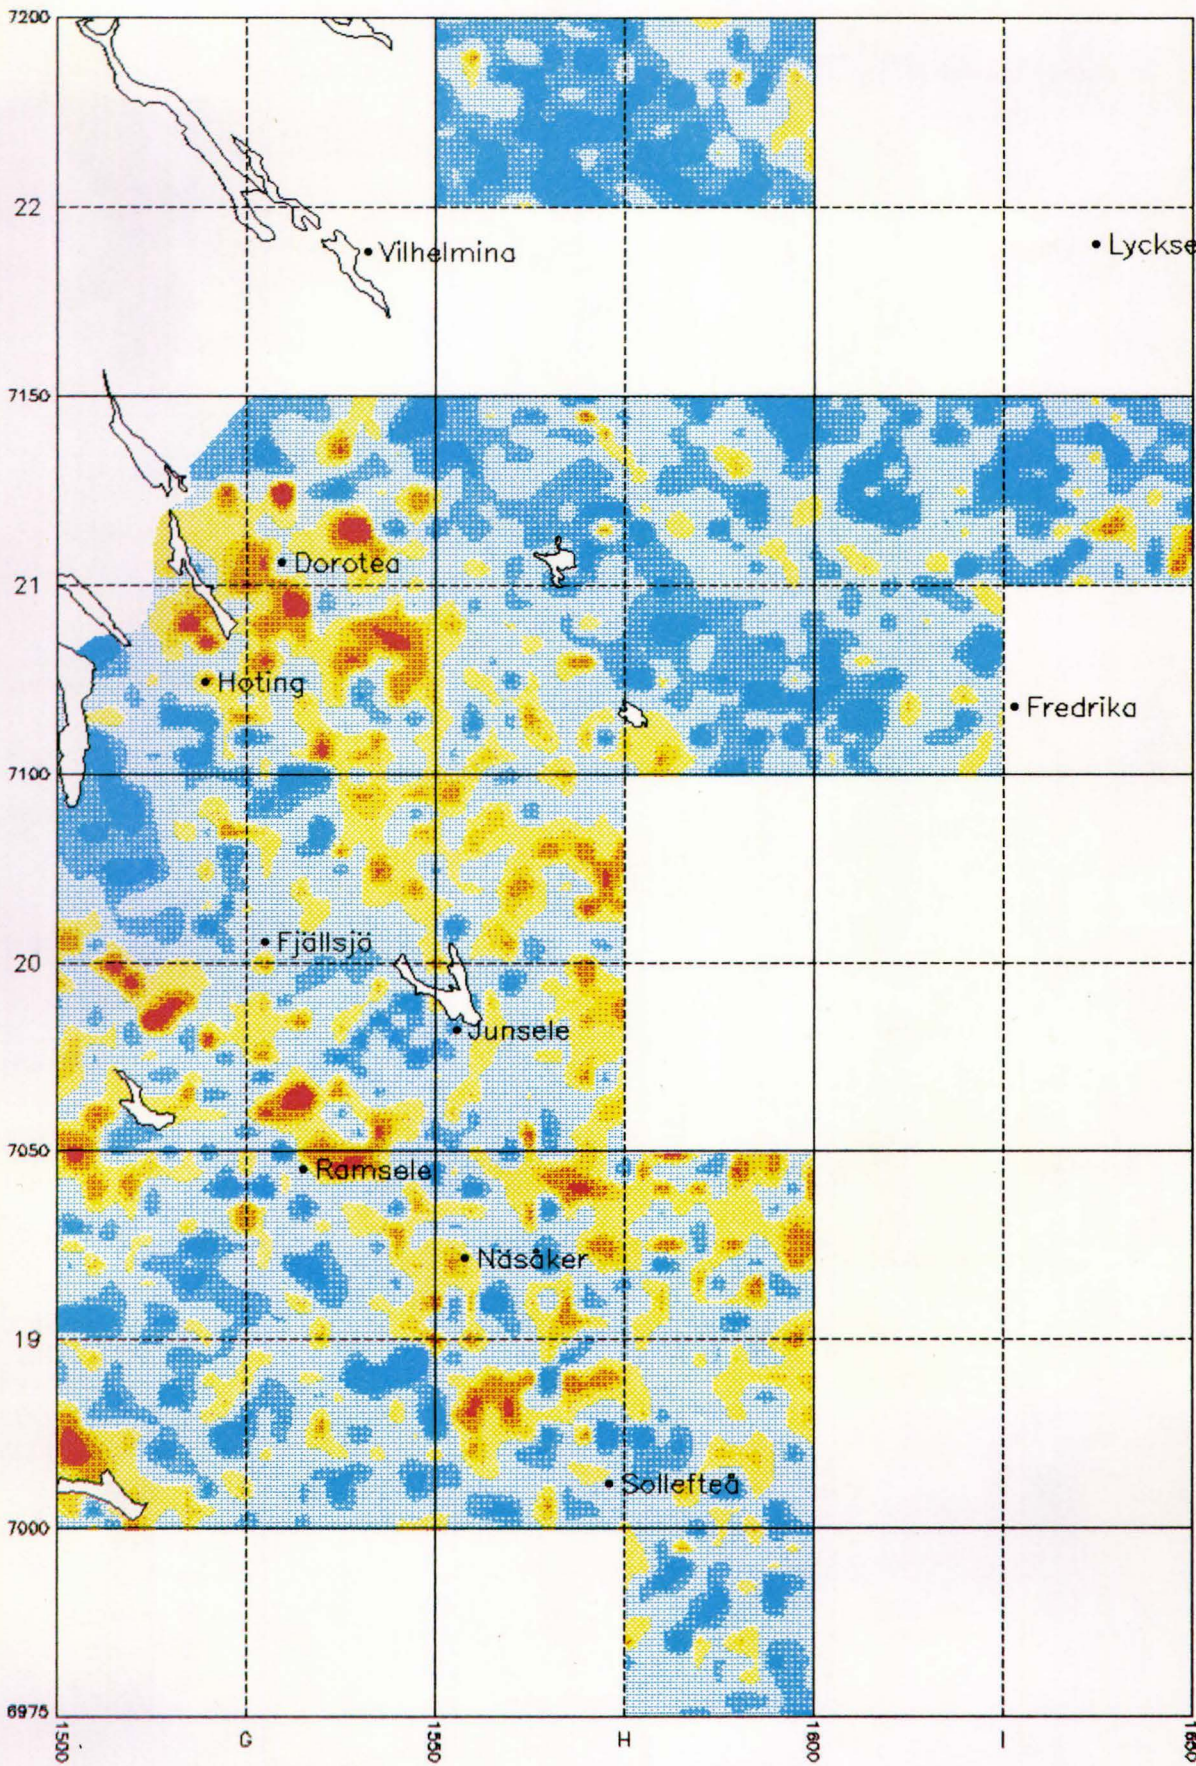 7200
22
Vilhelmina
Lyckse
7150
Dorotea
21
Hoting
Fredrika
7100
Fjällsjö
20
Junsele
7050
Ramsele
Näsåker
19
Sollefteå
7000
6975
1500
G
1550
H
1600
I
1650